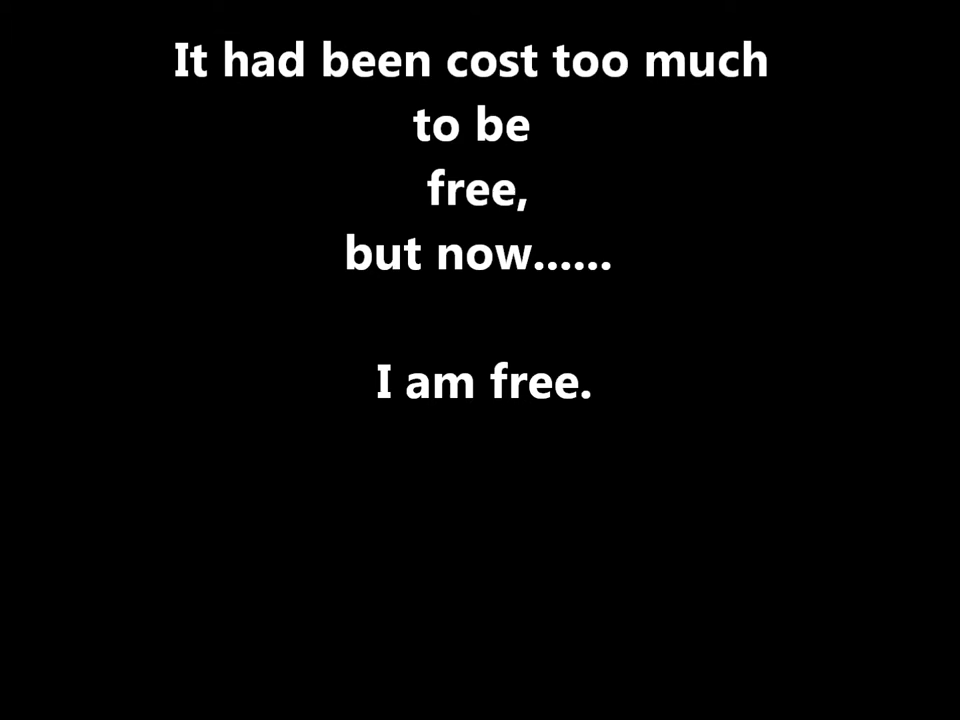 It had been cost too much
to be
free,
but now......
I am free.